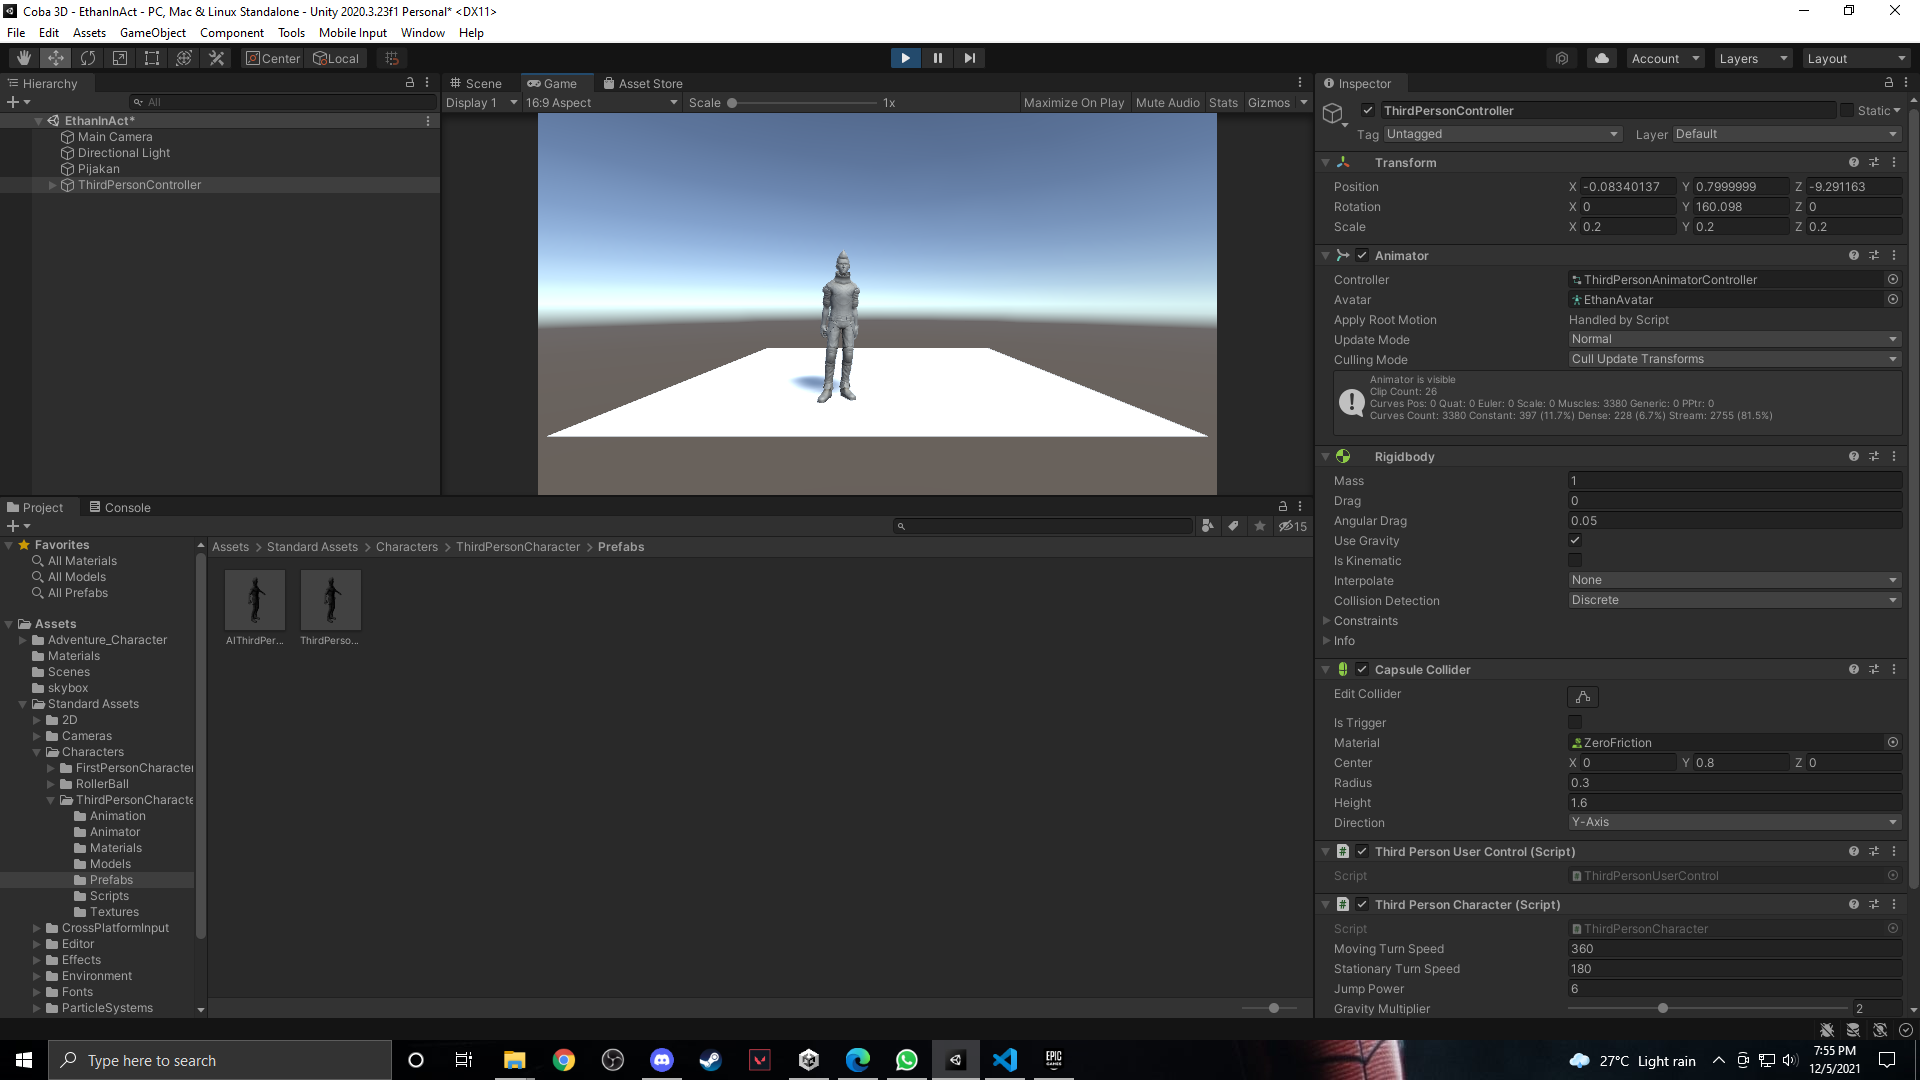 Coba 3D - EthanInAct - PC, Mac & Linux Standalone - Unity 2020.3.23f1 Personal* <DX11>
File Edit Assets GameObject Component Tools Mobile Input Window Help
Center Local
Account Layers Layout
Hierarchy
All
EthanInAct*
Main Camera
Directional Light
Pijakan
ThirdPersonController
Scene Game Asset Store
Display 1 16:9 Aspect Scale 1x Maximize On Play Mute Audio Stats Gizmos
Project Console
15
Favorites
All Materials
All Models
All Prefabs
Assets
Adventure_Character
Materials
Scenes
skybox
Standard Assets
2D
Cameras
Characters
FirstPersonCharacter
RollerBall
ThirdPersonCharacte
Animation
Animator
Materials
Models
Prefabs
Scripts
Textures
CrossPlatformInput
Editor
Effects
Environment
Fonts
ParticleSystems
Assets > Standard Assets > Characters > ThirdPersonCharacter > Prefabs
AIThirdPer... ThirdPerso...
Inspector
ThirdPersonController Static
Tag Untagged Layer Default
Transform
Position X -0.08340137 Y 0.7999999 Z -9.291163
Rotation X 0 Y 160.098 Z 0
Scale X 0.2 Y 0.2 Z 0.2
Animator
Controller ThirdPersonAnimatorController
Avatar EthanAvatar
Apply Root Motion Handled by Script
Update Mode Normal
Culling Mode Cull Update Transforms
Animator is visible
Clip Count: 26
Curves Pos: 0 Quat: 0 Euler: 0 Scale: 0 Muscles: 3380 Generic: 0 PPtr: 0
Curves Count: 3380 Constant: 397 (11.7%) Dense: 228 (6.7%) Stream: 2755 (81.5%)
Rigidbody
Mass 1
Drag 0
Angular Drag 0.05
Use Gravity
Is Kinematic
Interpolate None
Collision Detection Discrete
Constraints
Info
Capsule Collider
Edit Collider
Is Trigger
Material ZeroFriction
Center X 0 Y 0.8 Z 0
Radius 0.3
Height 1.6
Direction Y-Axis
Third Person User Control (Script)
Script ThirdPersonUserControl
Third Person Character (Script)
Script ThirdPersonCharacter
Moving Turn Speed 360
Stationary Turn Speed 180
Jump Power 6
Gravity Multiplier 2
Type here to search
EPIC GAMES
27°C Light rain
7:55 PM
12/5/2021